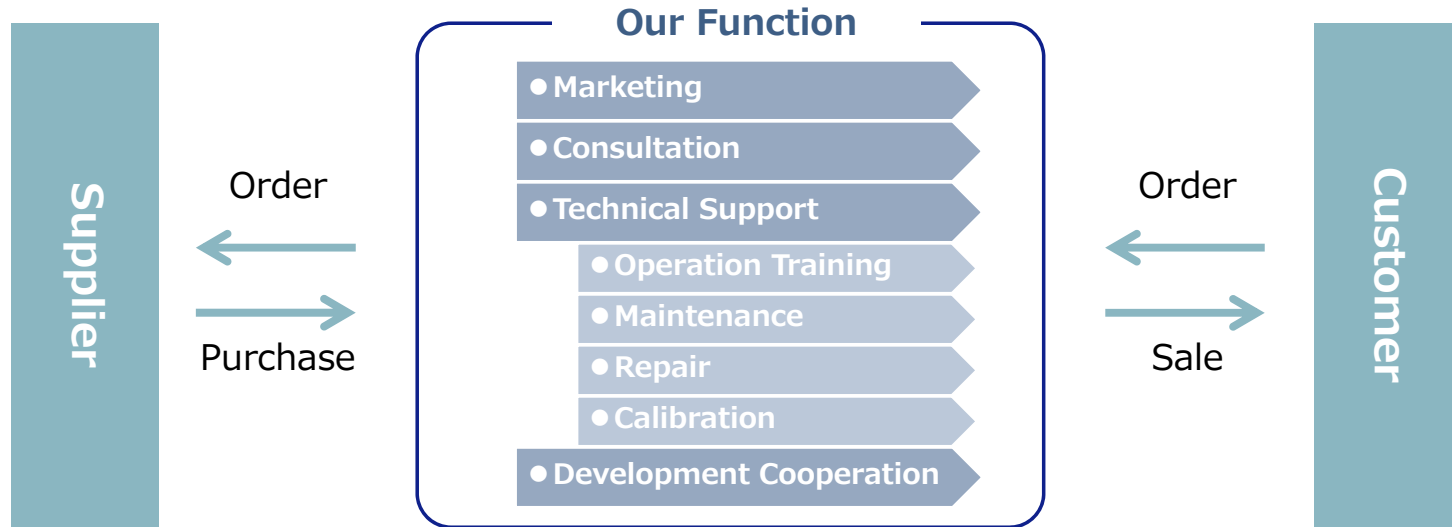 Our Function
Supplier
Order
Purchase
● Marketing
● Consultation
● Technical Support
● Operation Training
● Maintenance
● Repair
● Calibration
● Development Cooperation
Order
Sale
Customer